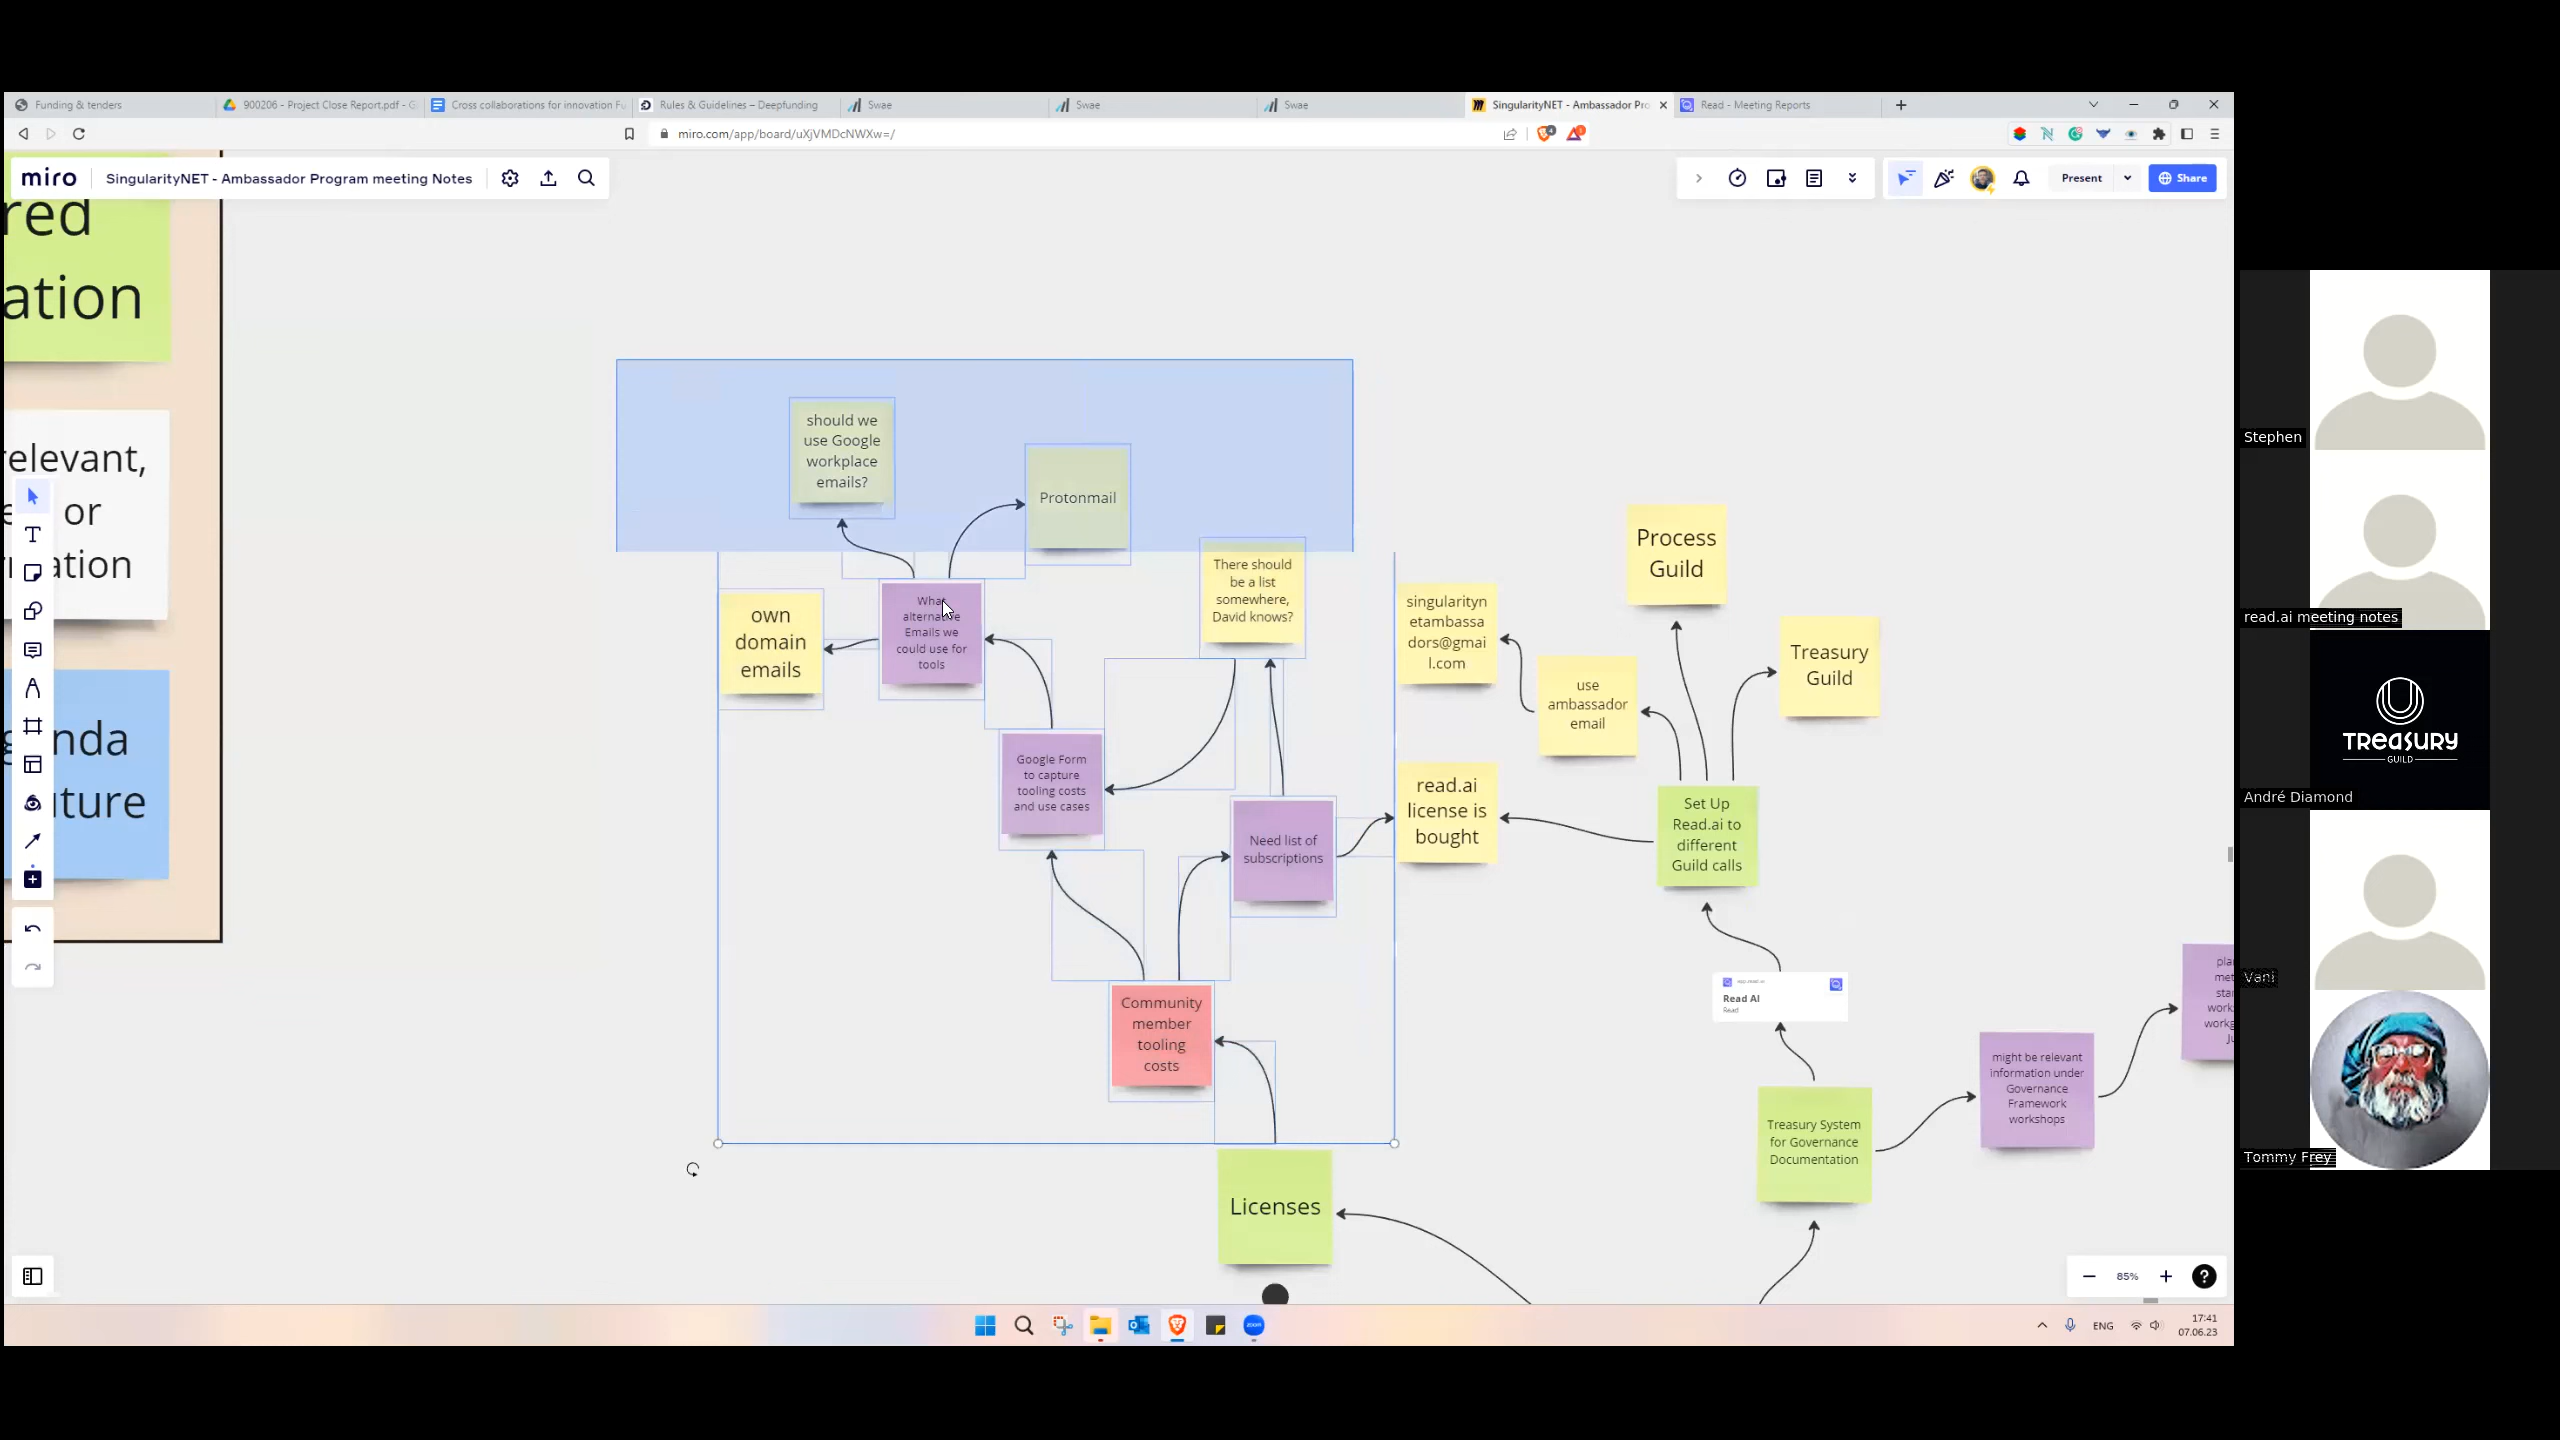 Funding & tenders
900206 - Project Close Report.pdf - G
Cross collaborations for innovation Fu
Rules & Guidelines – Deepfunding
Swae
Swae
Swae
SingularityNET - Ambassador Pro
Read - Meeting Reports
miro.com/app/board/uXjVMDcNWXw=/
miro
SingularityNET - Ambassador Program meeting Notes
Present
Share
red
ation
elevant,
or
ation
nda
uture
should we
use Google
workplace
emails?
Protonmail
own
domain
emails
What
alternative
Emails we
could use for
tools
There should
be a list
somewhere,
David knows?
Google Form
to capture
tooling costs
and use cases
Need list of
subscriptions
Community
member
tooling
costs
Licenses
singularityn
etambassa
dors@gmai
l.com
use
ambassador
email
read.ai
license is
bought
Process
Guild
Treasury
Guild
Set Up
Read.ai to
different
Guild calls
Read AI
Read
Treasury System
for Governance
Documentation
might be relevant
information under
Governance
Framework
workshops
85%
ENG
17:41
07.06.23
Stephen
read.ai meeting notes
TREASURY
GUILD
André Diamond
Vani
Tommy Frey